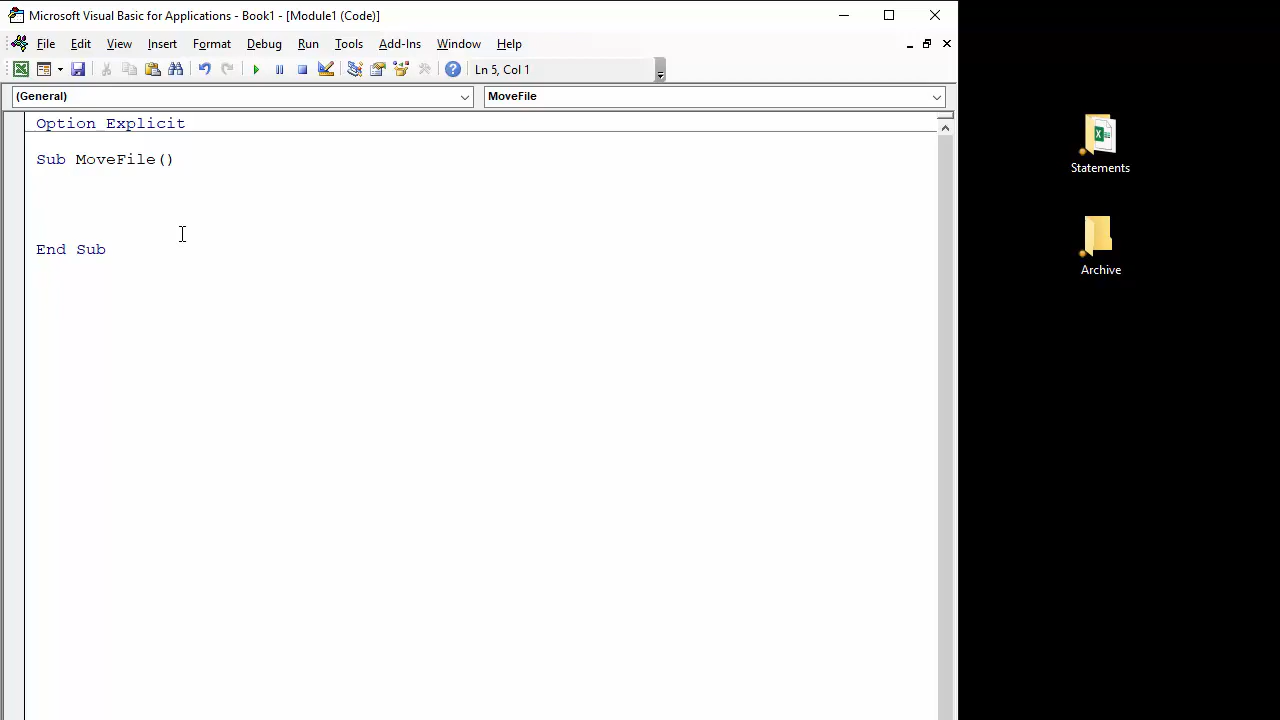 Microsoft Visual Basic for Applications - Book1 - [Module1 (Code)]
File Edit View Insert Format Debug Run Tools Add-Ins Window Help
Ln 5, Col 1
(General) MoveFile
Option Explicit
Sub MoveFile()
End Sub
Statements
Archive